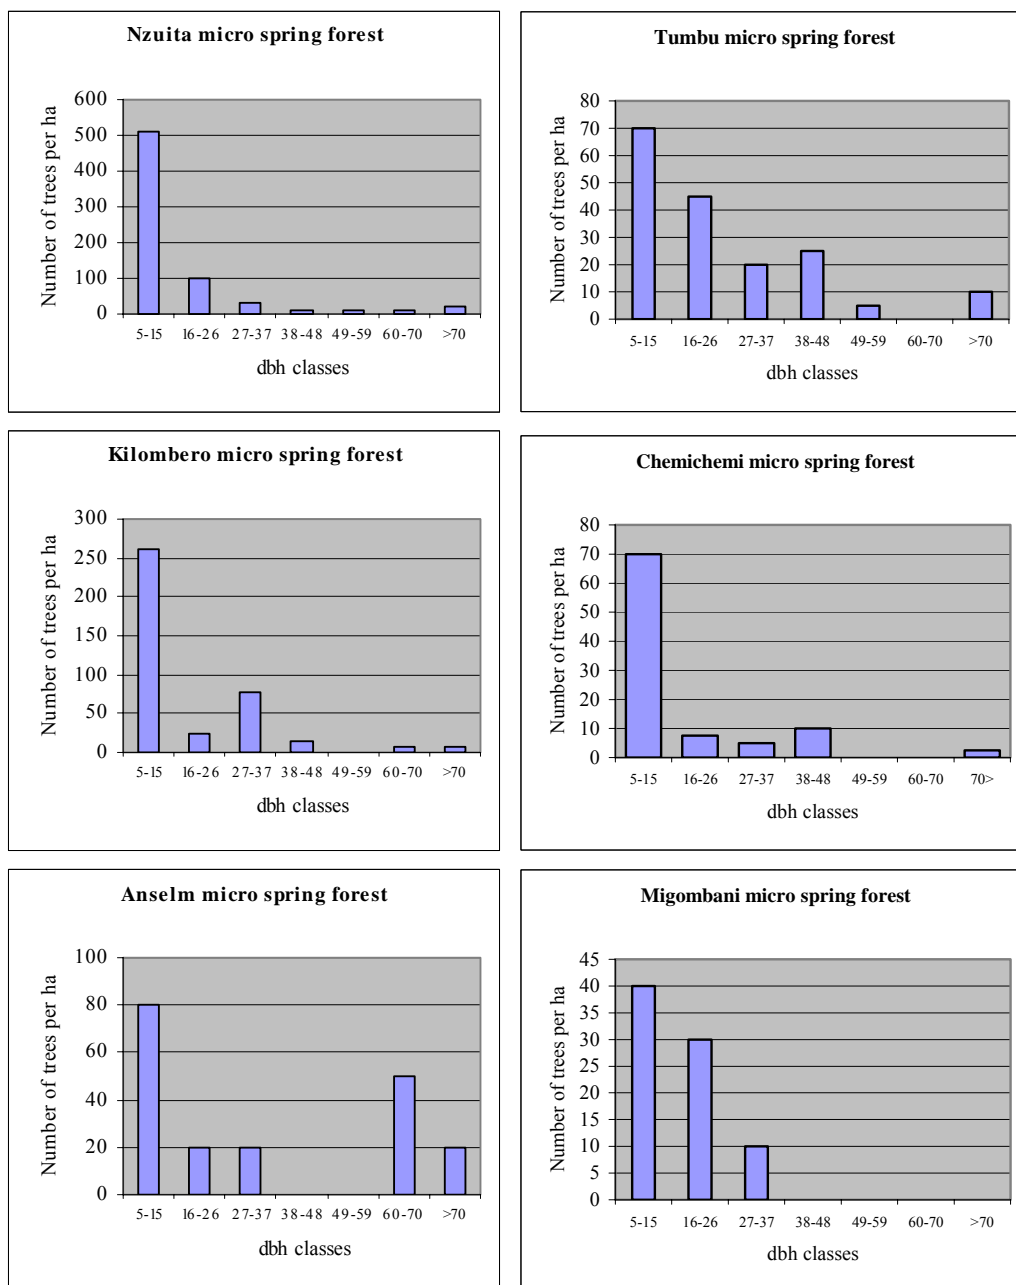 Nzuita micro spring forest
Number of trees per ha
600
500
400
300
200
100
0
5-15 16-26 27-37 38-48 49-59 60-70 >70
dbh classes
Tumbu micro spring forest
Number of trees per ha
80
70
60
50
40
30
20
10
0
5-15 16-26 27-37 38-48 49-59 60-70 >70
dbh classes
Kilombero micro spring forest
Number of trees per ha
300
250
200
150
100
50
0
5-15 16-26 27-37 38-48 49-59 60-70 >70
dbh classes
Chemichemi micro spring forest
Number of trees per ha
80
70
60
50
40
30
20
10
0
5-15 16-26 27-37 38-48 49-59 60-70 70>
dbh classes
Anselm micro spring forest
Number of trees per ha
100
80
60
40
20
0
5-15 16-26 27-37 38-48 49-59 60-70 >70
dbh classes
Migombani micro spring forest
Number of trees per ha
45
40
35
30
25
20
15
10
5
0
5-15 16-26 27-37 38-48 49-59 60-70 >70
dbh classes